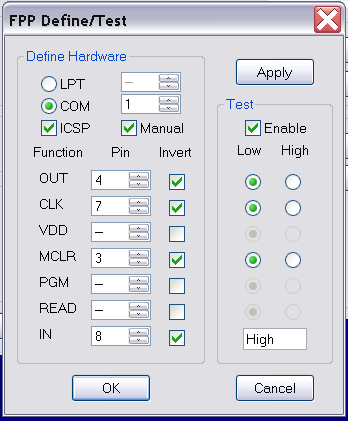 FPP Define/Test
Define Hardware
LPT –
COM 1
ICSP Manual
Function Pin Invert
OUT 4
CLK 7
VDD –
MCLR 3
PGM –
READ –
IN 8
Apply
Test
Enable
Low High
High
OK Cancel